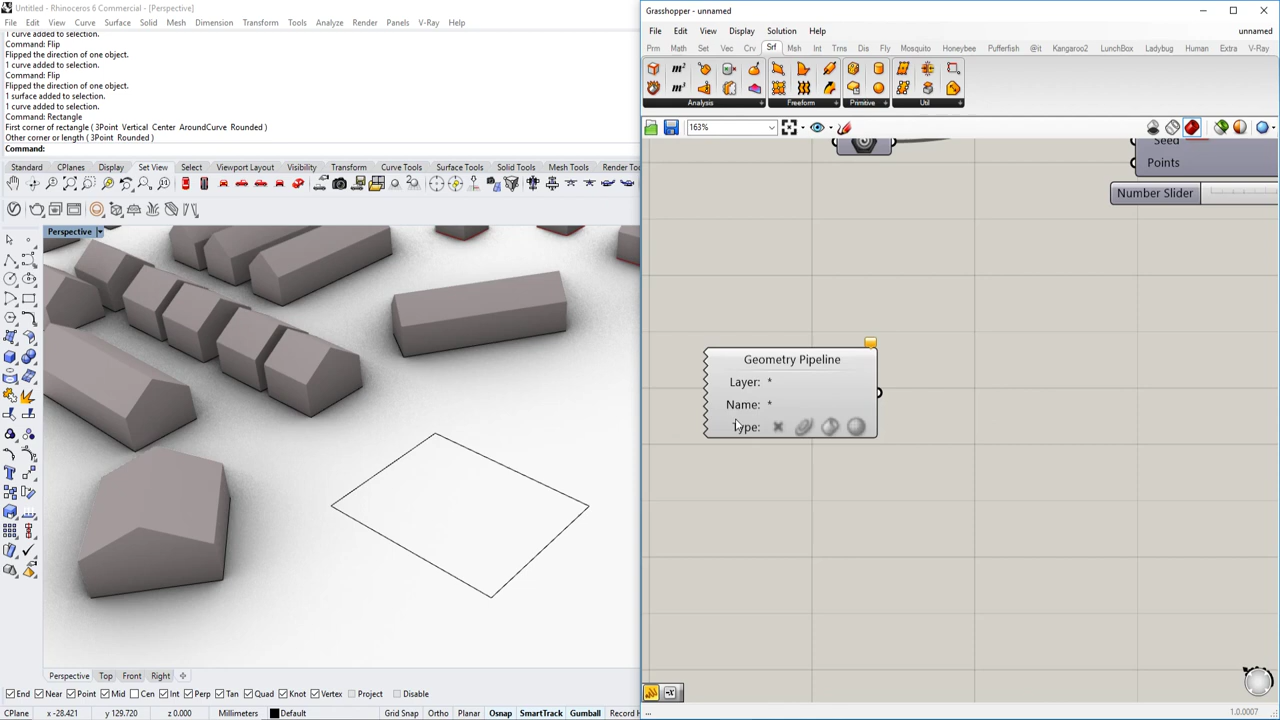 Untitled - Rhinoceros 6 Commercial - [Perspective]
File Edit View Curve Surface Solid Mesh Dimension Transform Tools Analyze Render Panels V-Ray Help
1 curve added to selection.
Command: Flip
Flipped the direction of one object.
1 curve added to selection.
Command: Flip
Flipped the direction of one object.
1 surface added to selection.
1 curve added to selection.
Command: Rectangle
First corner of rectangle ( 3Point Vertical Center AroundCurve Rounded )
Other corner or length ( 3Point Rounded )
Command:
Standard CPlanes Display Set View Select Viewport Layout Visibility Transform Curve Tools Surface Tools Solid Tools Mesh Tools Render To
Perspective
Perspective Top Front Right
End Near Point Mid Cen Int Perp Tan Quad Knot Vertex Project Disable
CPlane x -28.421 y 129.720 z 0.000 Millimeters Default Grid Snap Ortho Planar Osnap SmartTrack Gumball Record H
Grasshopper - unnamed
File Edit View Display Solution Help unnamed
Prm Math Set Vec Crv Srf Msh Int Trns Dis Fly Mosquito Honeybee Pufferfish @it Kangaroo2 LunchBox Ladybug Human Extra V-Ray
m² m³
Analysis Freeform Primitive Util
163%
Seed
Points
Number Slider
Geometry Pipeline
Layer: *
Name: *
Type:
...
1.0.0007